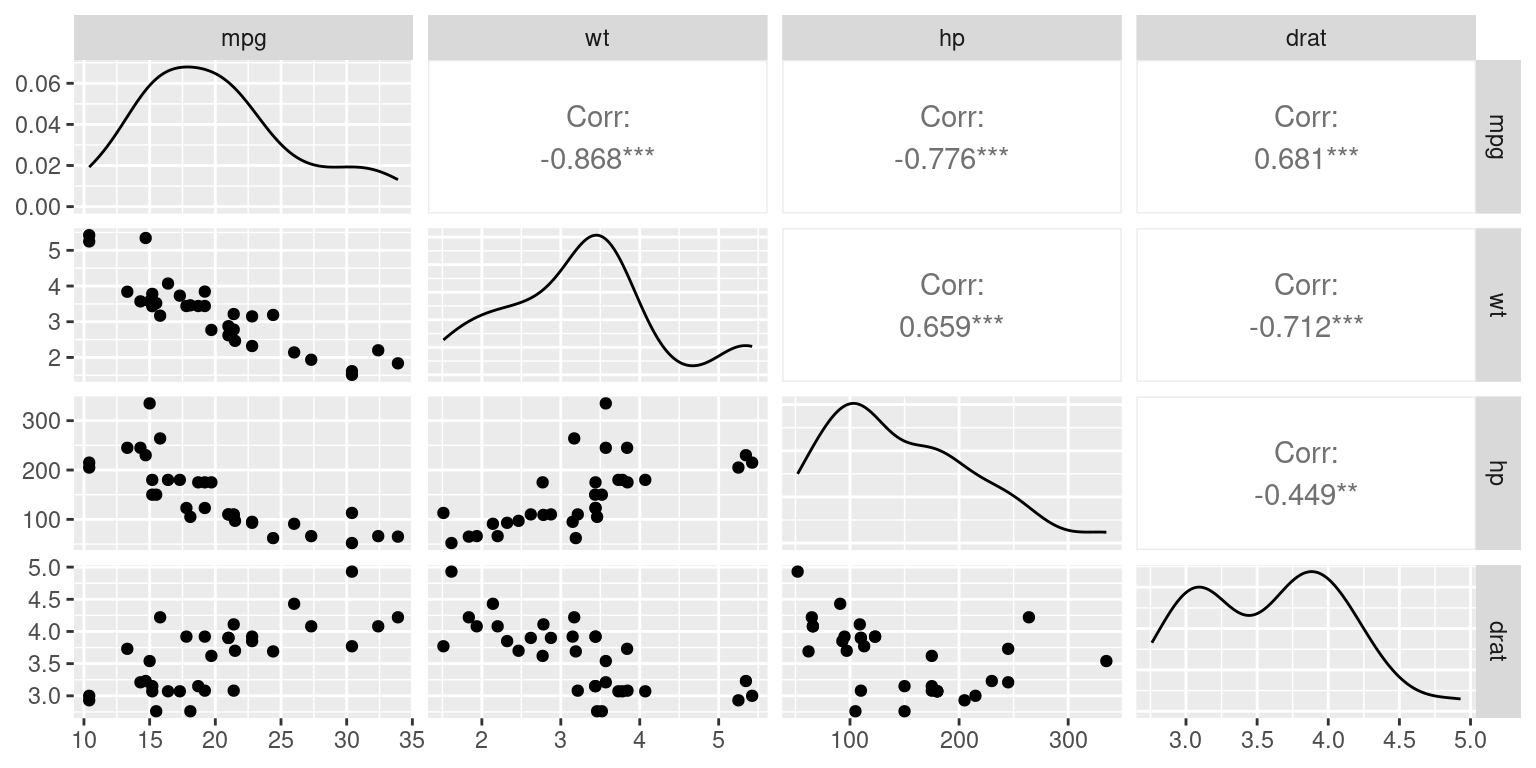 mpg
wt
hp
drat
0.06
0.04
0.02
0.00
Corr:
-0.868***
Corr:
-0.776***
Corr:
0.681***
mpg
5
4
3
2
Corr:
0.659***
Corr:
-0.712***
wt
300
200
100
Corr:
-0.449**
hp
5.0
4.5
4.0
3.5
3.0
drat
10 15 20 25 30 35
2 3 4 5
100 200 300
3.0 3.5 4.0 4.5 5.0